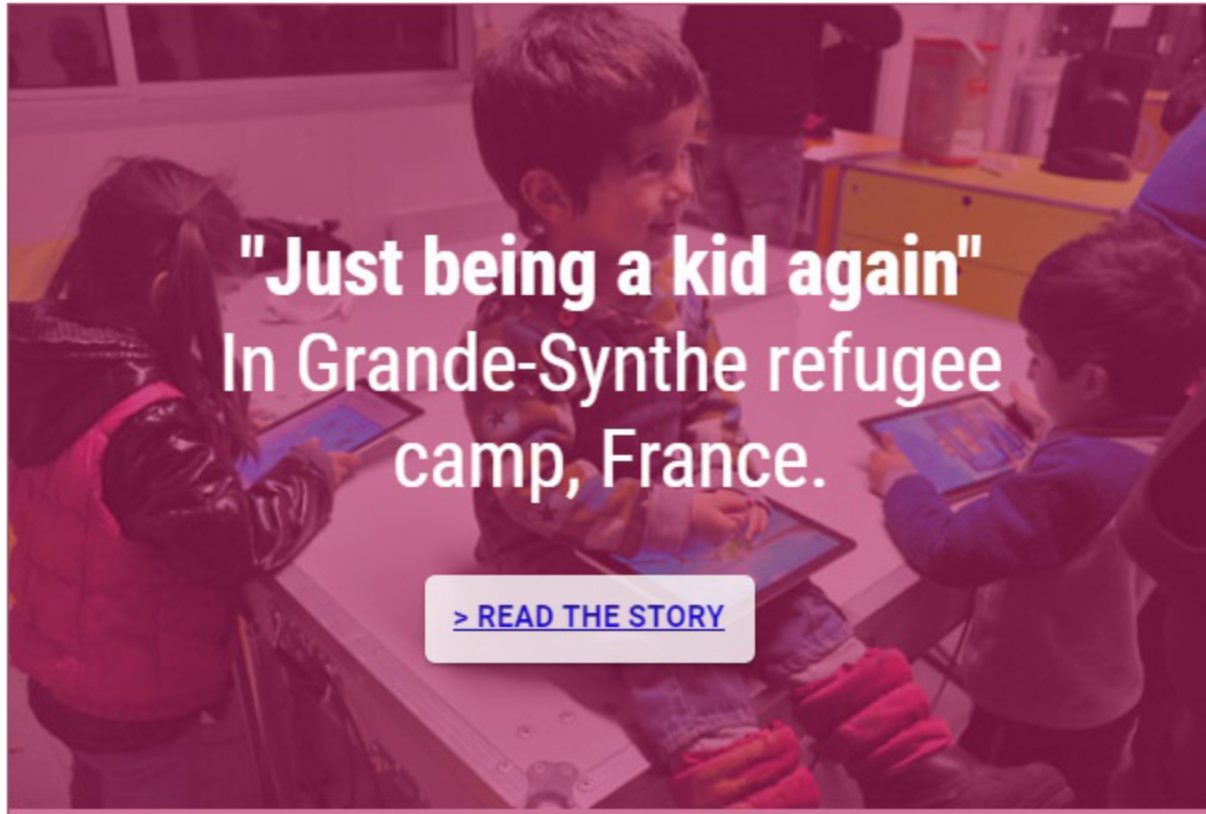 "Just being a kid again"
In Grande-Synthe refugee
camp, France.
> READ THE STORY